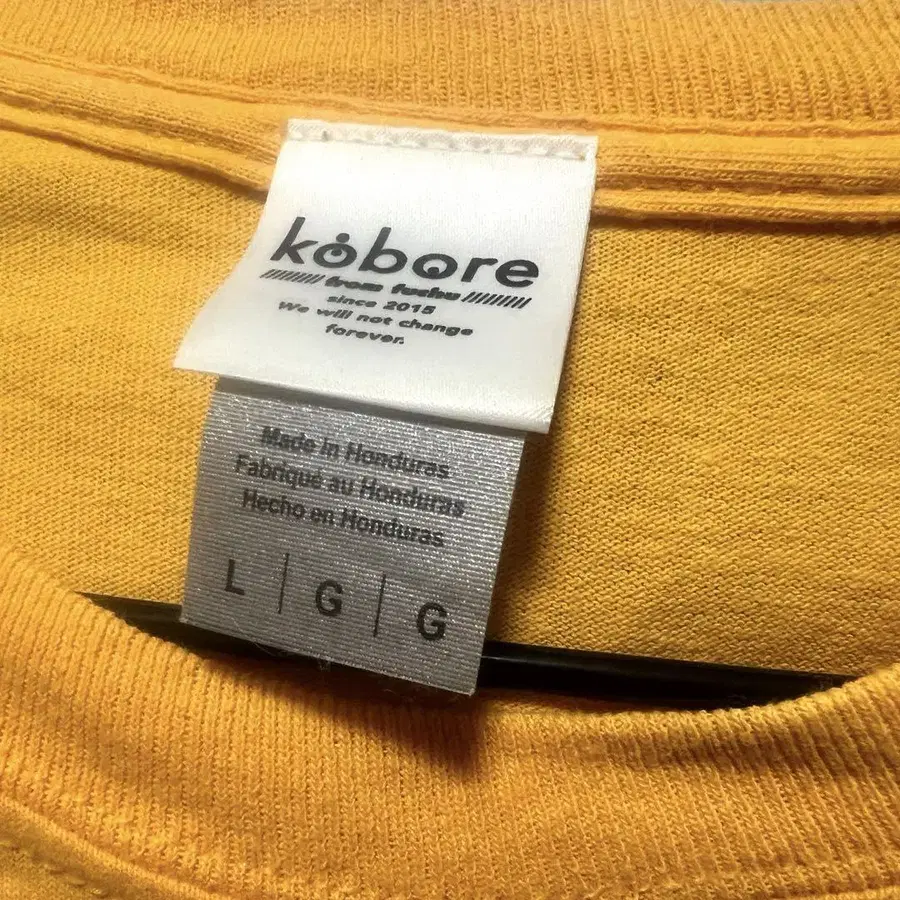 kobore
from fuchu
since 2015
We will not change
forever.
Made in Honduras
Fabriqué au Honduras
Hecho en Honduras
L | G | G